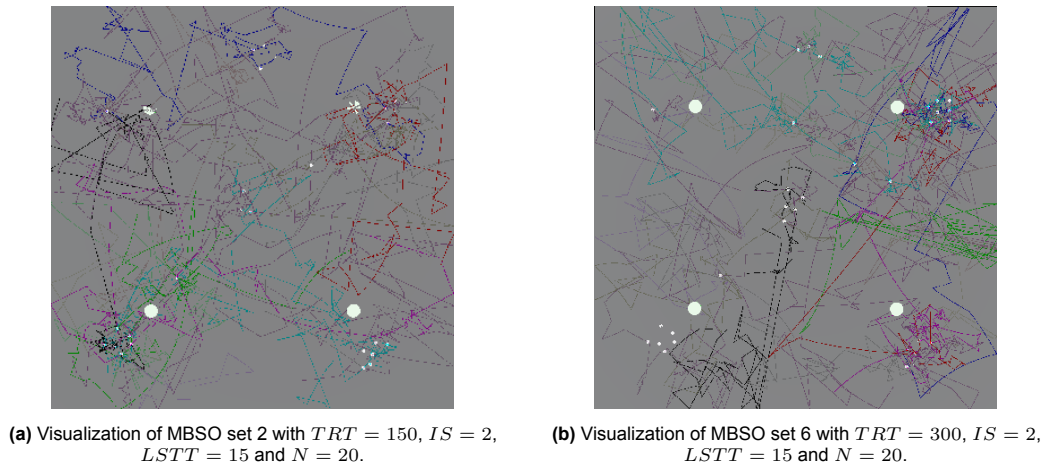 (a) Visualization of MBSO set 2 with TRT = 150, IS = 2,
LSTT = 15 and N = 20.
(b) Visualization of MBSO set 6 with TRT = 300, IS = 2,
LSTT = 15 and N = 20.